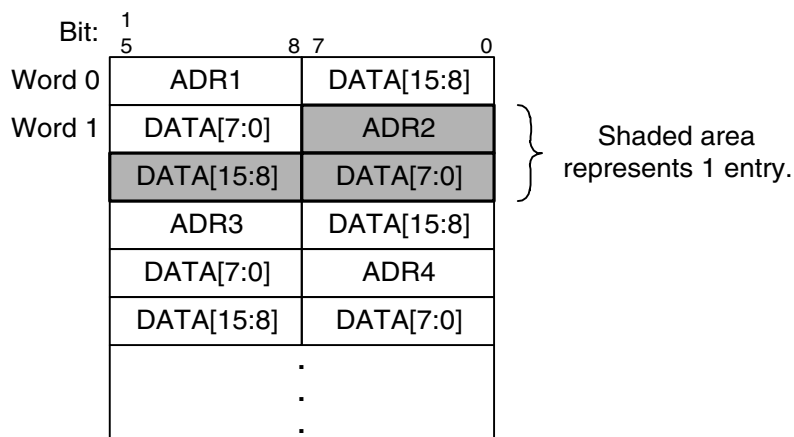 Bit: 15 8 7 0
Word 0 ADR1 DATA[15:8]
Word 1 DATA[7:0] ADR2
DATA[15:8] DATA[7:0]
ADR3 DATA[15:8]
DATA[7:0] ADR4
DATA[15:8] DATA[7:0]
.
.
.
Shaded area
represents 1 entry.